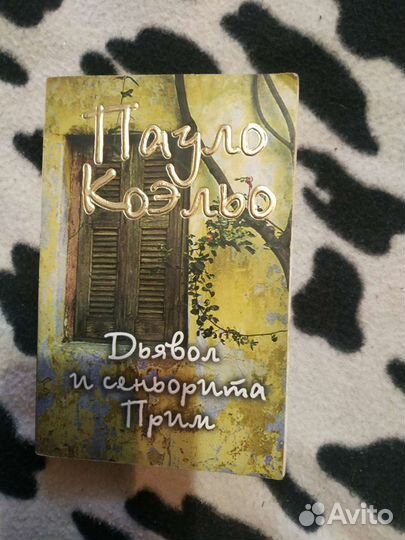 Пауло
Коэльо
Дьявол
и сеньорита
Прим
Avito